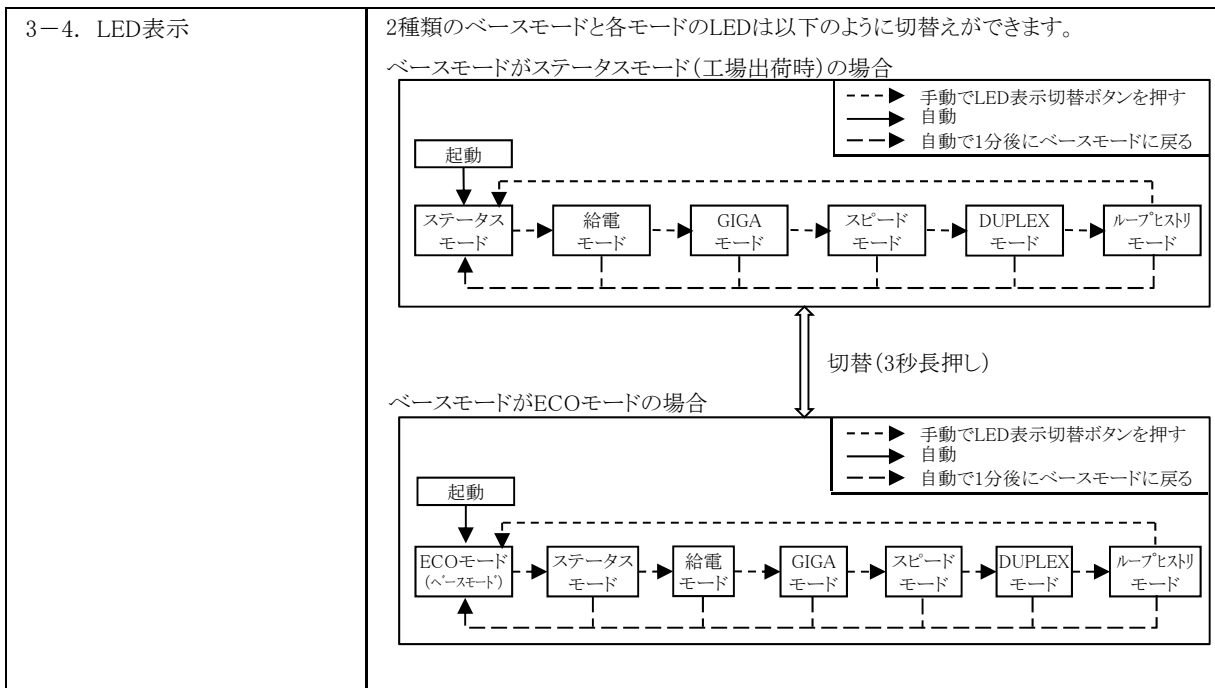 3－4．LED表示
2種類のベースモードと各モードのLEDは以下のように切替えができます。
ベースモードがステータスモード（工場出荷時）の場合
手動でLED表示切替ボタンを押す
自動
自動で1分後にベースモードに戻る
起動
ステータス
モード
給電
モード
GIGA
モード
スピード
モード
DUPLEX
モード
ループヒストリ
モード
切替（3秒長押し）
ベースモードがECOモードの場合
手動でLED表示切替ボタンを押す
自動
自動で1分後にベースモードに戻る
起動
ECOモード
（ﾍﾞｰｽﾓｰﾄﾞ）
ステータス
モード
給電
モード
GIGA
モード
スピード
モード
DUPLEX
モード
ループヒストリ
モード